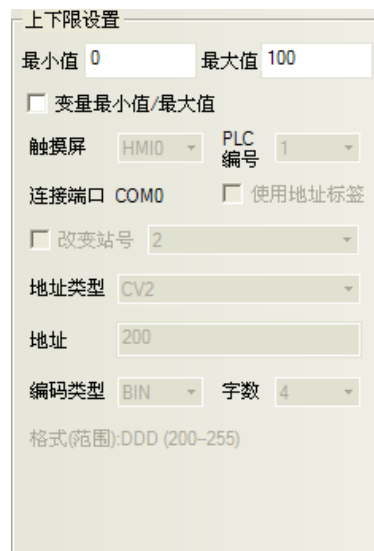 上下限设置
最小值 0 最大值 100
变量最小值/最大值
触摸屏 HMI0 PLC编号 1
连接端口 COM0 使用地址标签
改变站号 2
地址类型 CV2
地址 200
编码类型 BIN 字数 4
格式(范围):DDD (200--255)